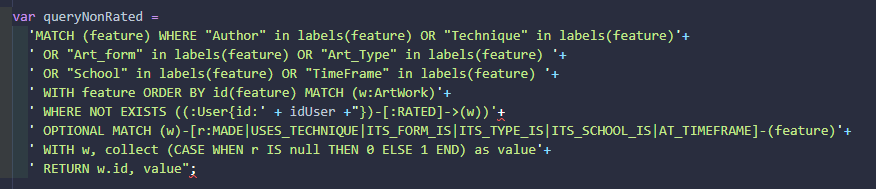 var queryNonRated =
'MATCH (feature) WHERE "Author" in labels(feature) OR "Technique" in labels(feature)'+
' OR "Art_form" in labels(feature) OR "Art_Type" in labels(feature) '+
' OR "School" in labels(feature) OR "TimeFrame" in labels(feature) '+
' WITH feature ORDER BY id(feature) MATCH (w:ArtWork)'+
' WHERE NOT EXISTS ((:User{id:' + idUser +"})-[:RATED]->(w))'+
' OPTIONAL MATCH (w)-[r:MADE|USES_TECHNIQUE|ITS_FORM_IS|ITS_TYPE_IS|ITS_SCHOOL_IS|AT_TIMEFRAME]-(feature)'+
' WITH w, collect (CASE WHEN r IS null THEN 0 ELSE 1 END) as value'+
' RETURN w.id, value";